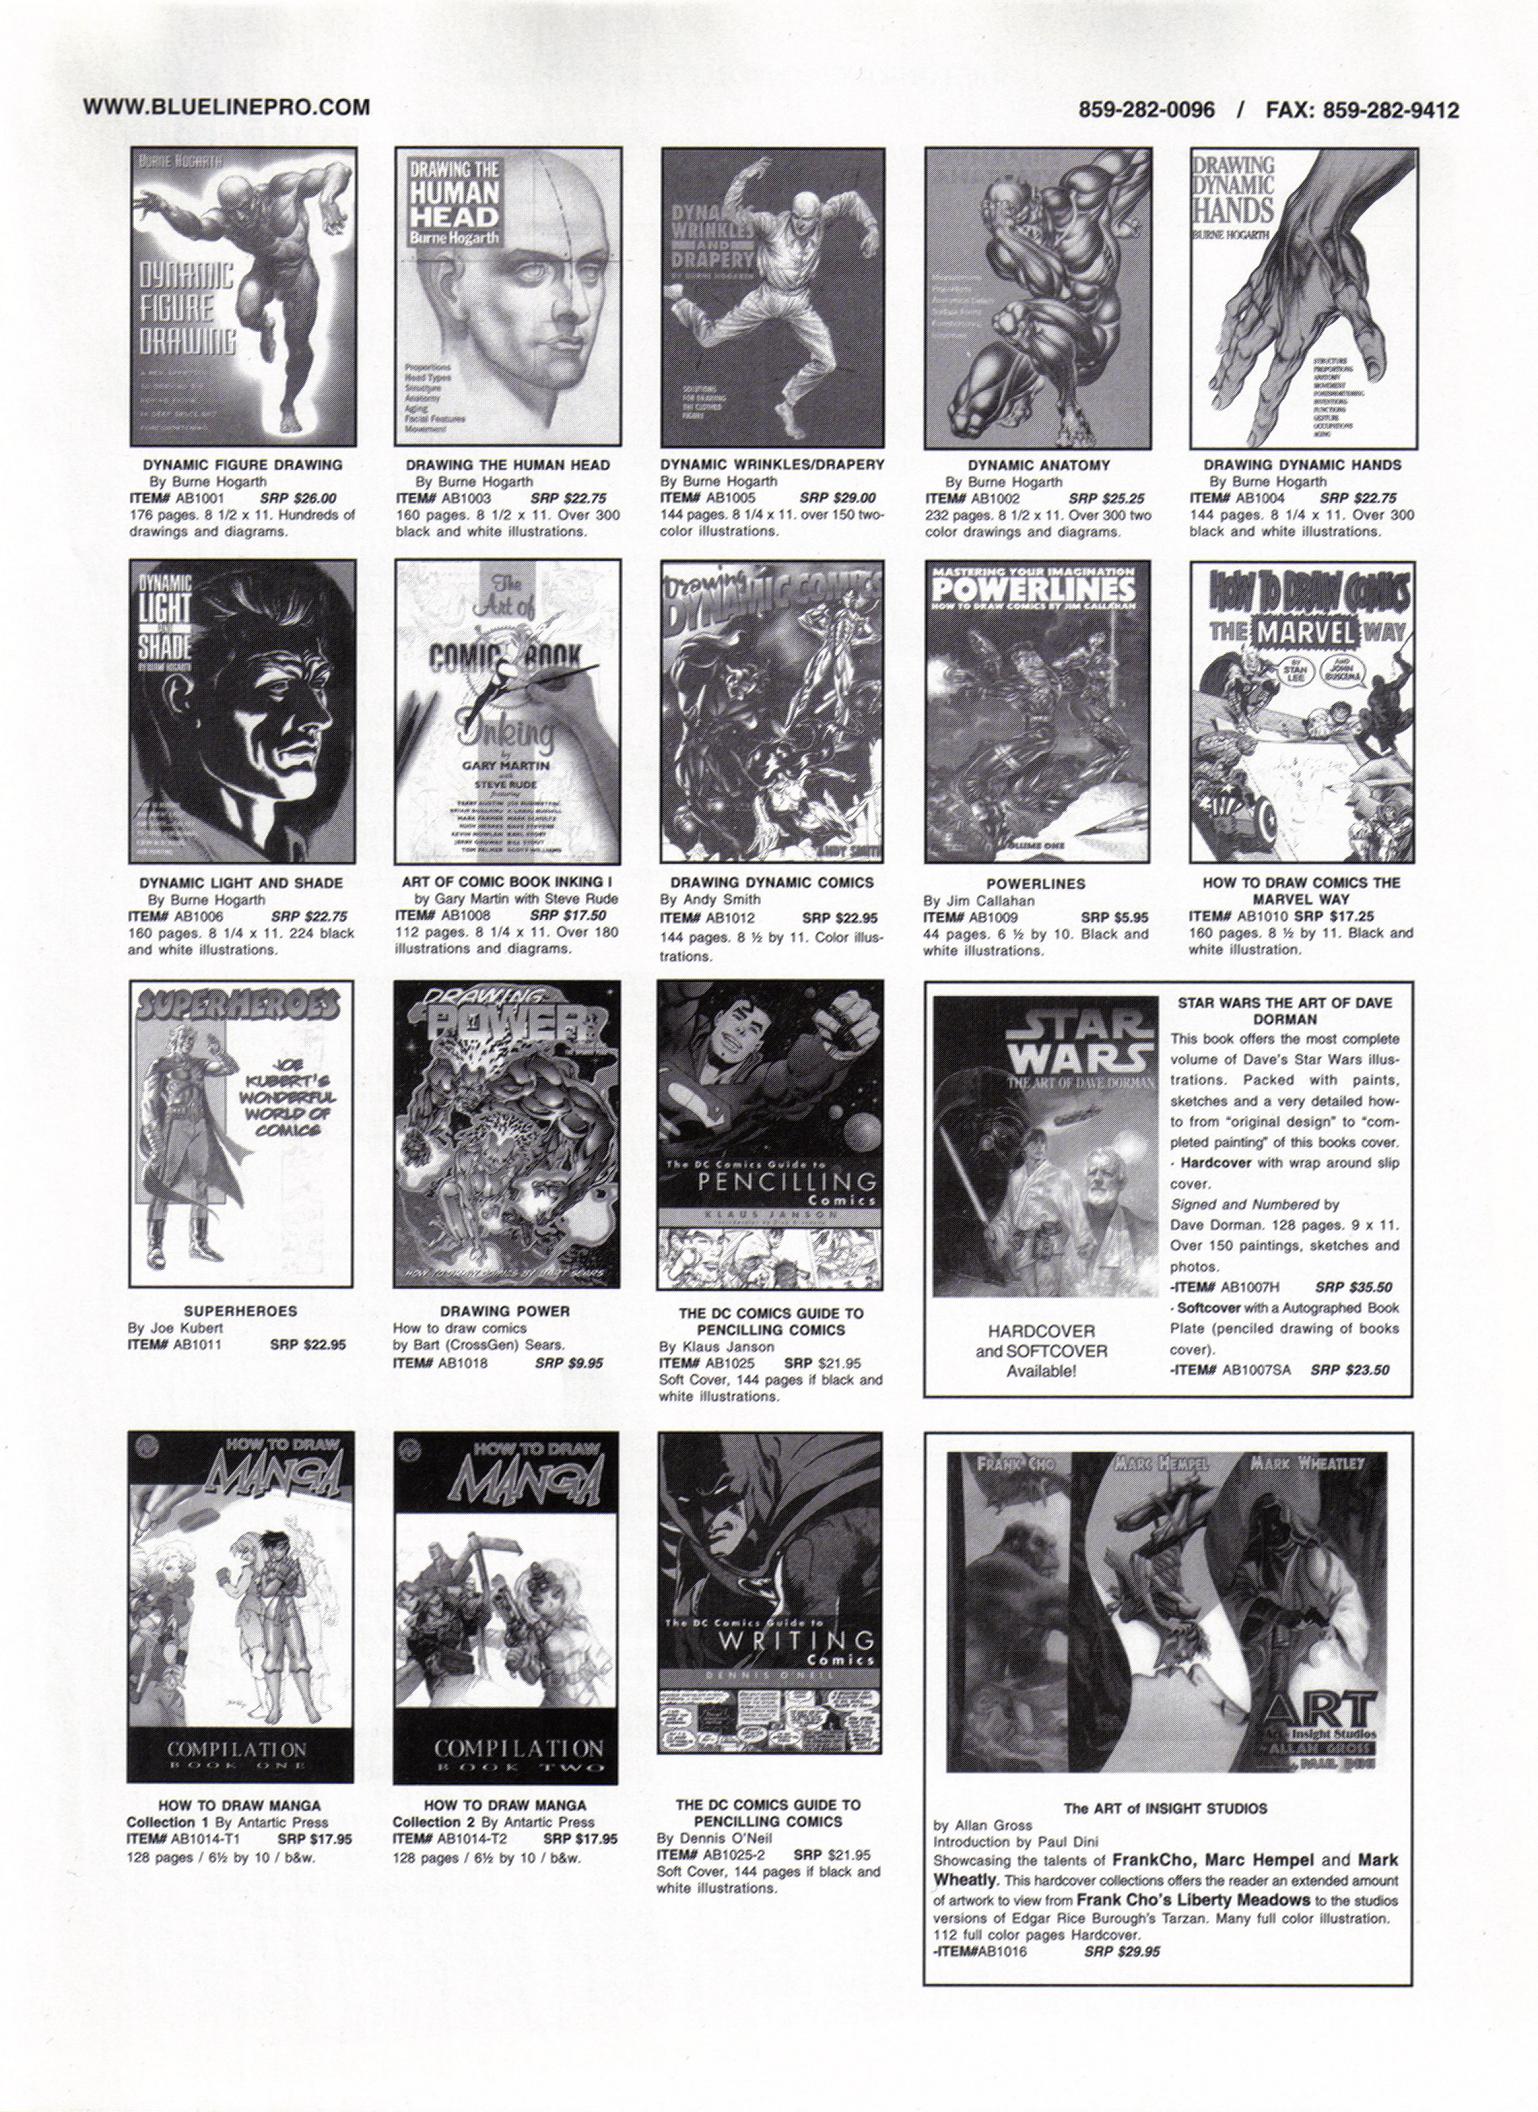 WWW.BLUELINEPRO.COM
859-282-0096 / FAX: 859-282-9412
BURNE HOGARTH
DYNAMIC
FIGURE
DRAWING
DYNAMIC FIGURE DRAWING
By Burne Hogarth
ITEM# AB1001 SRP $26.00
176 pages. 8 1/2 x 11. Hundreds of
drawings and diagrams.
DRAWING THE
HUMAN
HEAD
Burne Hogarth
Proportions
Head Types
Structure
Anatomy
Aging
Facial Features
Movement
DRAWING THE HUMAN HEAD
By Burne Hogarth
ITEM# AB1003 SRP $22.75
160 pages. 8 1/2 x 11. Over 300
black and white illustrations.
DYNAMIC
WRINKLES
AND
DRAPERY
BY BURNE HOGARTH
SOLUTIONS
FOR DRAWING
THE CLOTHED
FIGURE
DYNAMIC WRINKLES/DRAPERY
By Burne Hogarth
ITEM# AB1005 SRP $29.00
144 pages. 8 1/4 x 11. over 150 two-
color illustrations.
DYNAMIC ANATOMY
By Burne Hogarth
ITEM# AB1002 SRP $25.25
232 pages. 8 1/2 x 11. Over 300 two
color drawings and diagrams.
DRAWING
DYNAMIC
HANDS
BURNE HOGARTH
STRUCTURE
PROPORTIONS
ANATOMY
MOVEMENT
FORESHORTENING
INVENTIONS
FUNCTIONS
GESTURE
OCCUPATIONS
AGING
DRAWING DYNAMIC HANDS
By Burne Hogarth
ITEM# AB1004 SRP $22.75
144 pages. 8 1/4 x 11. Over 300
black and white illustrations.
DYNAMIC
LIGHT
AND
SHADE
BY BURNE HOGARTH
DYNAMIC LIGHT AND SHADE
By Burne Hogarth
ITEM# AB1006 SRP $22.75
160 pages. 8 1/4 x 11. 224 black
and white illustrations.
The
Art of
COMIC BOOK
Inking
by
GARY MARTIN
with
STEVE RUDE
featuring
ART OF COMIC BOOK INKING I
by Gary Martin with Steve Rude
ITEM# AB1008 SRP $17.50
112 pages. 8 1/4 x 11. Over 180
illustrations and diagrams.
Drawing
DYNAMIC COMICS
ANDY SMITH
DRAWING DYNAMIC COMICS
By Andy Smith
ITEM# AB1012 SRP $22.95
144 pages. 8 ½ by 11. Color illus-
trations.
MASTERING YOUR IMAGINATION
POWERLINES
HOW TO DRAW COMICS BY JIM CALLAHAN
VOLUME ONE
POWERLINES
By Jim Callahan
ITEM# AB1009 SRP $5.95
44 pages. 6 ½ by 10. Black and
white illustrations.
HOW TO DRAW COMICS
THE MARVEL WAY
BY
STAN
LEE
AND
JOHN
BUSCEMA
HOW TO DRAW COMICS THE
MARVEL WAY
ITEM# AB1010 SRP $17.25
160 pages. 8 ½ by 11. Black and
white illustration.
SUPERHEROES
JOE
KUBERT'S
WONDERFUL
WORLD OF
COMICS
SUPERHEROES
By Joe Kubert
ITEM# AB1011 SRP $22.95
DRAWING
POWER
HOW TO DRAW COMICS BY BART SEARS
DRAWING POWER
How to draw comics
by Bart (CrossGen) Sears.
ITEM# AB1018 SRP $9.95
The DC Comics Guide to
PENCILLING
Comics
KLAUS JANSON
THE DC COMICS GUIDE TO
PENCILLING COMICS
By Klaus Janson
ITEM# AB1025 SRP $21.95
Soft Cover, 144 pages if black and
white illustrations.
STAR
WARS
THE ART OF DAVE DORMAN
HARDCOVER
and SOFTCOVER
Available!
STAR WARS THE ART OF DAVE
DORMAN
This book offers the most complete
volume of Dave's Star Wars illus-
trations. Packed with paints,
sketches and a very detailed how-
to from "original design" to "com-
pleted painting" of this books cover.
· Hardcover with wrap around slip
cover.
Signed and Numbered by
Dave Dorman. 128 pages. 9 x 11.
Over 150 paintings, sketches and
photos.
-ITEM# AB1007H SRP $35.50
· Softcover with a Autographed Book
Plate (penciled drawing of books
cover).
-ITEM# AB1007SA SRP $23.50
HOW TO DRAW
MANGA
COMPILATION
BOOK ONE
HOW TO DRAW MANGA
Collection 1 By Antartic Press
ITEM# AB1014-T1 SRP $17.95
128 pages / 6½ by 10 / b&w.
HOW TO DRAW
MANGA
COMPILATION
BOOK TWO
HOW TO DRAW MANGA
Collection 2 By Antartic Press
ITEM# AB1014-T2 SRP $17.95
128 pages / 6½ by 10 / b&w.
The DC Comics Guide to
WRITING
Comics
DENNIS O'NEIL
THE DC COMICS GUIDE TO
PENCILLING COMICS
By Dennis O'Neil
ITEM# AB1025-2 SRP $21.95
Soft Cover, 144 pages if black and
white illustrations.
FRANK CHO MARC HEMPEL MARK WHEATLEY
ART
Insight Studios
ALLAN GROSS
PAUL DINI
The ART of INSIGHT STUDIOS
by Allan Gross
Introduction by Paul Dini
Showcasing the talents of FrankCho, Marc Hempel and Mark
Wheatly. This hardcover collections offers the reader an extended amount
of artwork to view from Frank Cho's Liberty Meadows to the studios
versions of Edgar Rice Burough's Tarzan. Many full color illustration.
112 full color pages Hardcover.
-ITEM#AB1016 SRP $29.95